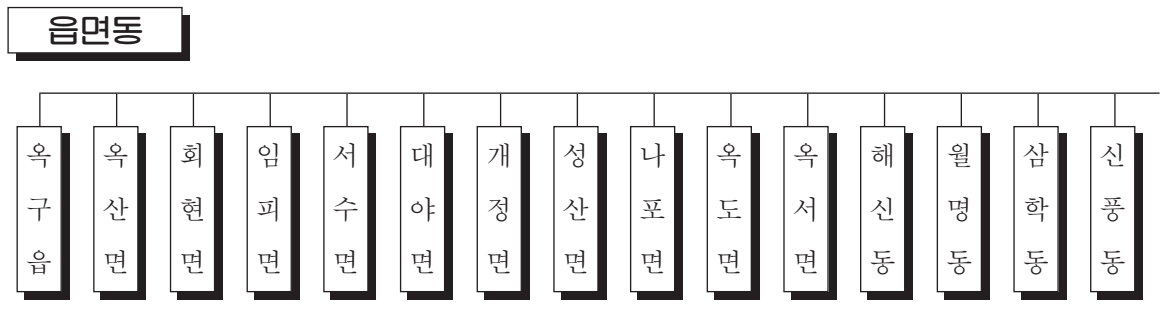 읍면동
옥구읍
옥산면
회현면
임피면
서수면
대야면
개정면
성산면
나포면
옥도면
옥서면
해신동
월명동
삼학동
신풍동